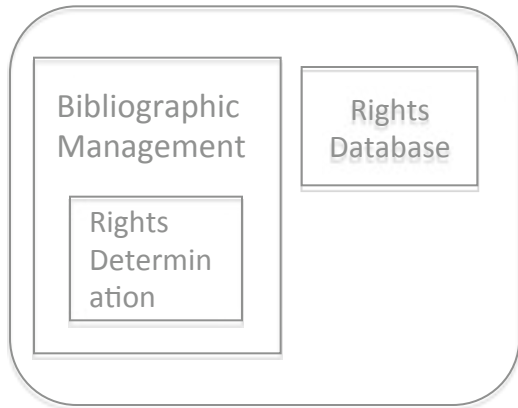 Bibliographic
Management
Rights
Determin
ation
Rights
Database